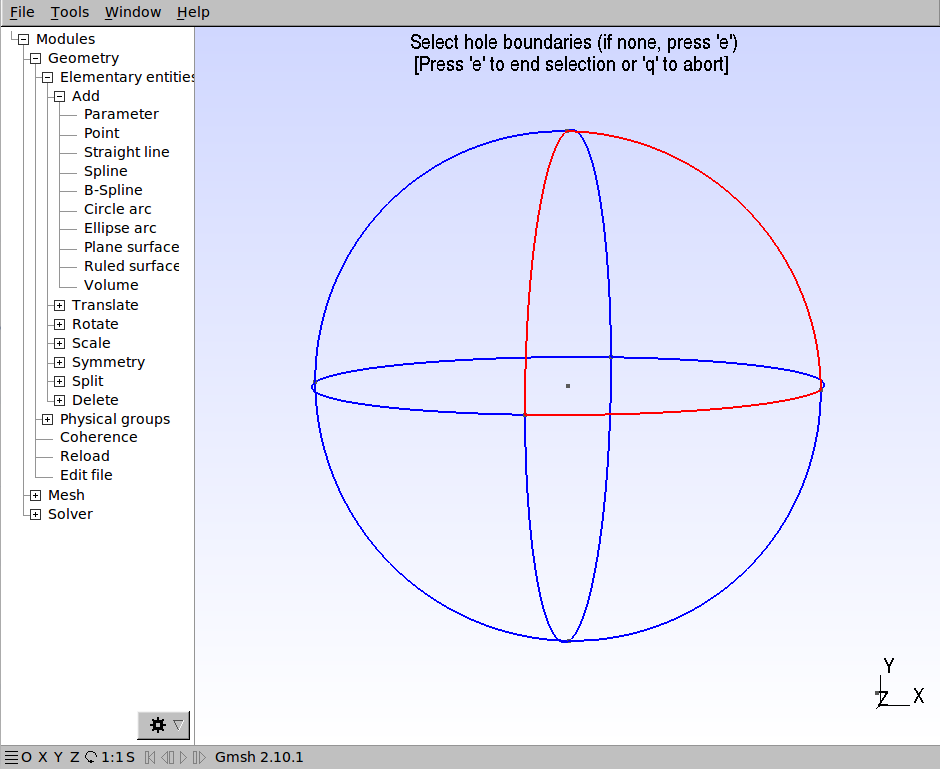 File Tools Window Help
Modules
Geometry
Elementary entities
Add
Parameter
Point
Straight line
Spline
B-Spline
Circle arc
Ellipse arc
Plane surface
Ruled surface
Volume
Translate
Rotate
Scale
Symmetry
Split
Delete
Physical groups
Coherence
Reload
Edit file
Mesh
Solver
Select hole boundaries (if none, press 'e')
[Press 'e' to end selection or 'q' to abort]
Y
Z X
O X Y Z 1:1 S Gmsh 2.10.1